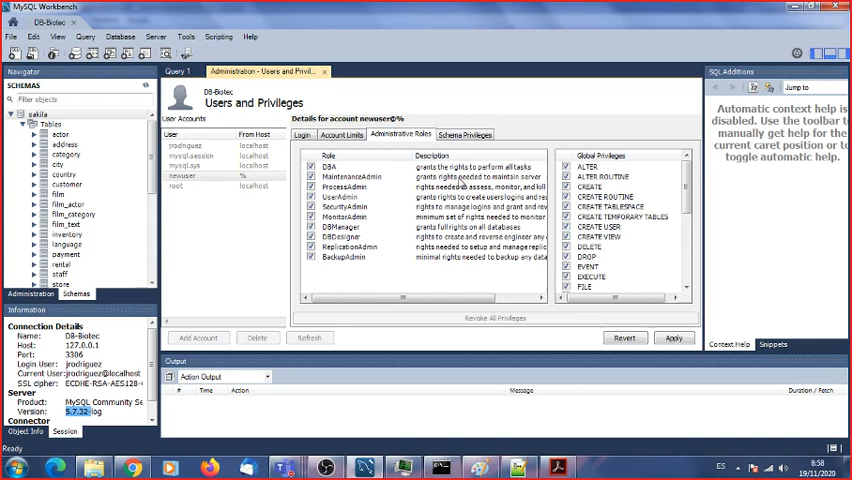 MySQL Workbench
DB-Biotec
File Edit View Query Database Server Tools Scripting Help
Navigator
SCHEMAS
Filter objects
sakila
Tables
actor
address
category
city
country
customer
film
film_actor
film_category
film_text
inventory
language
payment
rental
staff
store
Administration Schemas
Information
Connection Details
Name: DB-Biotec
Host: 127.0.0.1
Port: 3306
Login User: jrodriguez
Current User: jrodriguez@localhost
SSL cipher: ECDHE-RSA-AES128-
Server
Product: MySQL Community Se
Version: 5.7.32-log
Connector
Object Info Session
Ready
Query 1 Administration - Users and Privil...
DB-Biotec
Users and Privileges
User Accounts
User From Host
jrodriguez localhost
mysql.session localhost
mysql.sys localhost
newuser %
root localhost
Add Account Delete Refresh
Details for account newuser@%
Login Account Limits Administrative Roles Schema Privileges
Role Description
DBA grants the rights to perform all tasks
MaintenanceAdmin grants rights needed to maintain server
ProcessAdmin rights needed to assess, monitor, and kill
UserAdmin grants rights to create users logins and res
SecurityAdmin rights to manage logins and grant and rev
MonitorAdmin minimum set of rights needed to monitor
DBManager grants full rights on all databases
DBDesigner rights to create and reverse engineer any
ReplicationAdmin rights needed to setup and manage replic
BackupAdmin minimal rights needed to backup any data
Global Privileges
ALTER
ALTER ROUTINE
CREATE
CREATE ROUTINE
CREATE TABLESPACE
CREATE TEMPORARY TABLES
CREATE USER
CREATE VIEW
DELETE
DROP
EVENT
EXECUTE
FILE
Revoke All Privileges
Revert Apply
Output
Action Output
# Time Action Message Duration / Fetch
SQL Additions
Jump to
Automatic context help is
disabled. Use the toolbar to
manually get help for the
current caret position or to
toggle automatic help.
Context Help Snippets
ES
8:58
19/11/2020